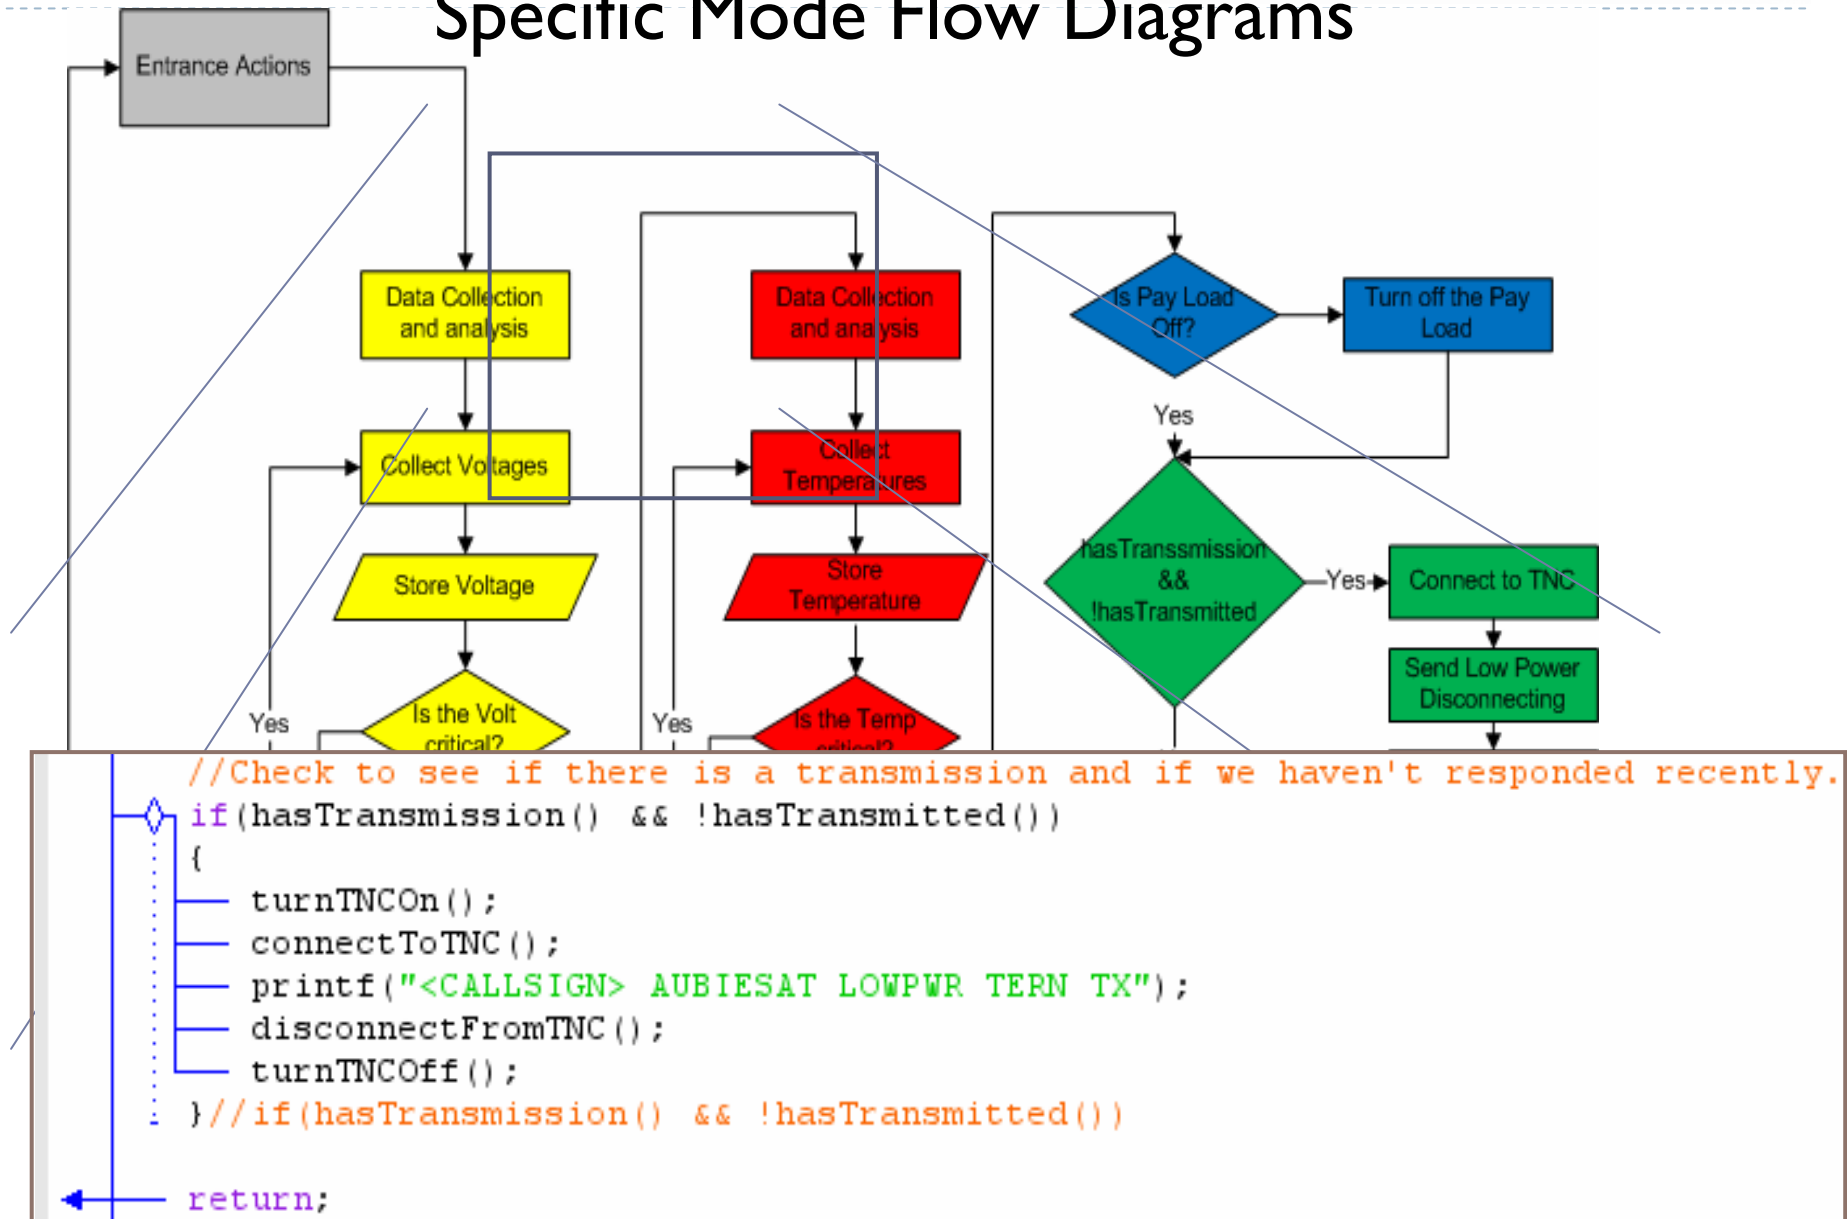 Specific Mode Flow Diagrams
Entrance Actions
Data Collection
and analysis
Collect Voltages
Store Voltage
Is the Volt
critical?
Yes
Data Collection
and analysis
Collect
Temperatures
Store
Temperature
Is the Temp
critical?
Yes
Is Pay Load
Off?
Turn off the Pay
Load
Yes
hasTranssmission
&&
!hasTransmitted
Yes
Connect to TNC
Send Low Power
Disconnecting
//Check to see if there is a transmission and if we haven't responded recently.
if(hasTransmission() && !hasTransmitted())
{
turnTNCOn();
connectToTNC();
printf("<CALLSIGN> AUBIESAT LOWPWR TERN TX");
disconnectFromTNC();
turnTNCOff();
}//if(hasTransmission() && !hasTransmitted())
return;